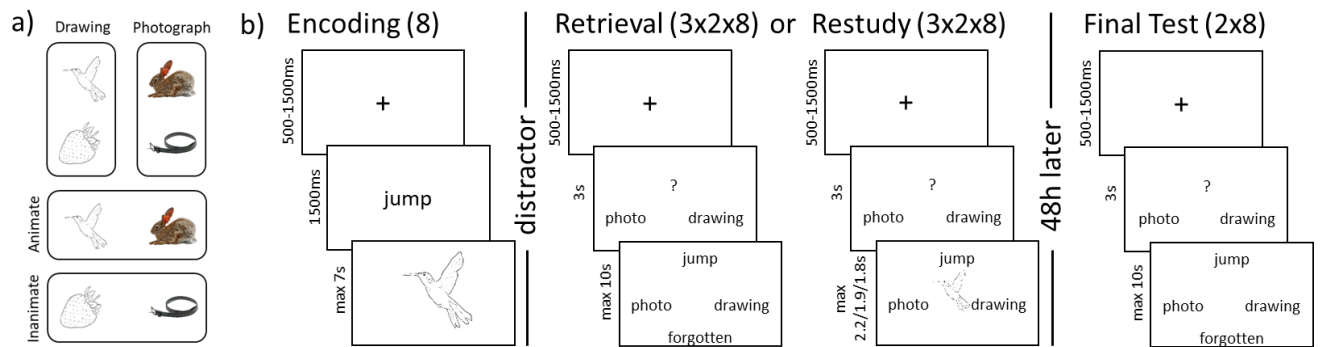 a)
Drawing Photograph
Animate
Inanimate
b) Encoding (8)
500-1500ms
+
1500ms
jump
max 7s
distractor
Retrieval (3x2x8) or Restudy (3x2x8)
500-1500ms
+
3s
?
photo drawing
max 10s
jump
photo drawing
forgotten
500-1500ms
+
3s
?
photo drawing
max
2.2/1.9/1.8s
jump
photo drawing
48h later
Final Test (2x8)
500-1500ms
+
3s
?
photo drawing
max 10s
jump
photo drawing
forgotten